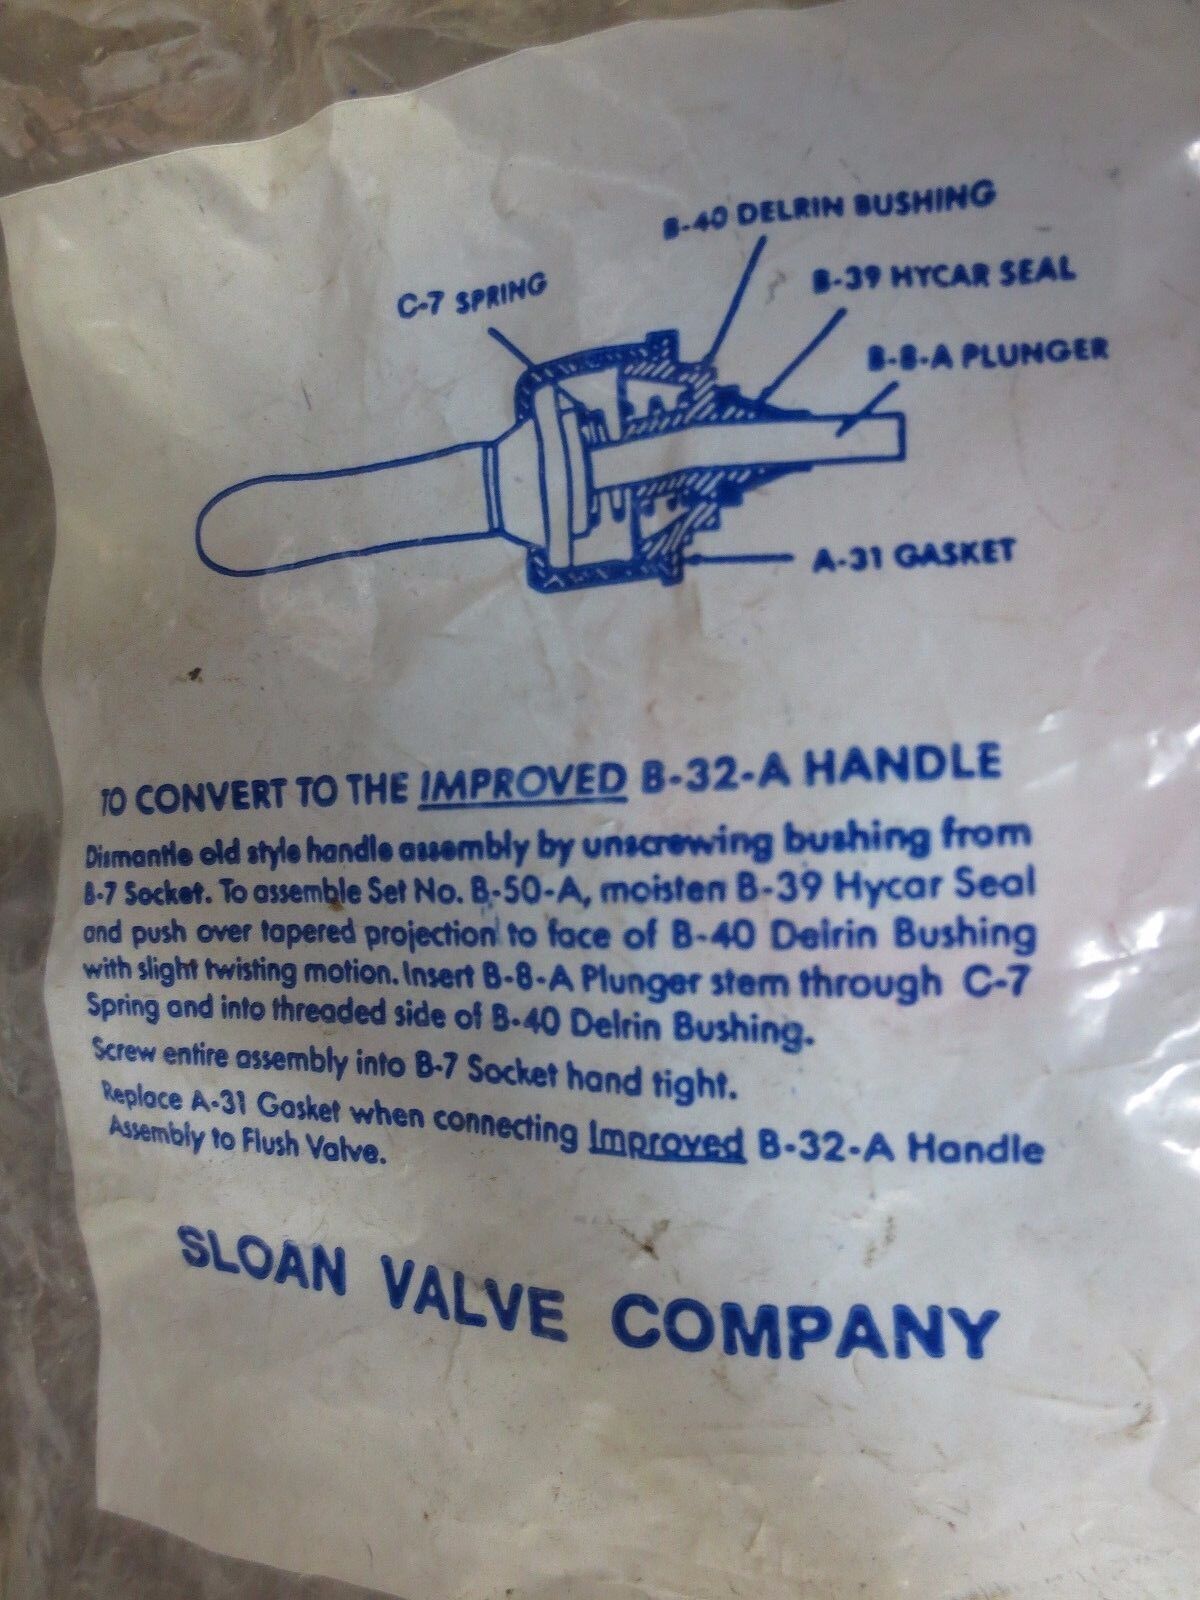 B-40 DELRIN BUSHING
C-7 SPRING
B-39 HYCAR SEAL
B-8-A PLUNGER
A-31 GASKET
TO CONVERT TO THE IMPROVED B-32-A HANDLE
Dismantle old style handle assembly by unscrewing bushing from
B-7 Socket. To assemble Set No. B-50-A, moisten B-39 Hycar Seal
and push over tapered projection to face of B-40 Delrin Bushing
with slight twisting motion. Insert B-8-A Plunger stem through C-7
Spring and into threaded side of B-40 Delrin Bushing.
Screw entire assembly into B-7 Socket hand tight.
Replace A-31 Gasket when connecting Improved B-32-A Handle
Assembly to Flush Valve.
SLOAN VALVE COMPANY